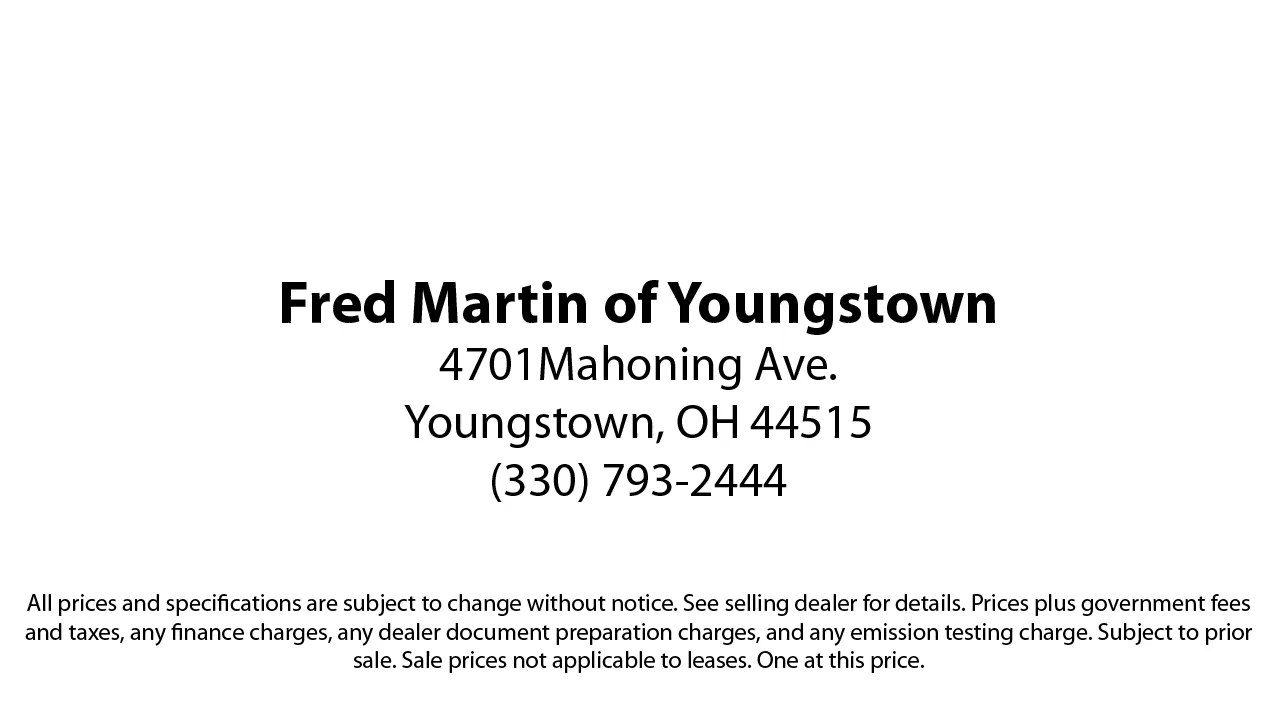 Fred Martin of Youngstown
4701Mahoning Ave.
Youngstown, OH 44515
(330) 793-2444
All prices and specifications are subject to change without notice. See selling dealer for details. Prices plus government fees
and taxes, any finance charges, any dealer document preparation charges, and any emission testing charge. Subject to prior
sale. Sale prices not applicable to leases. One at this price.